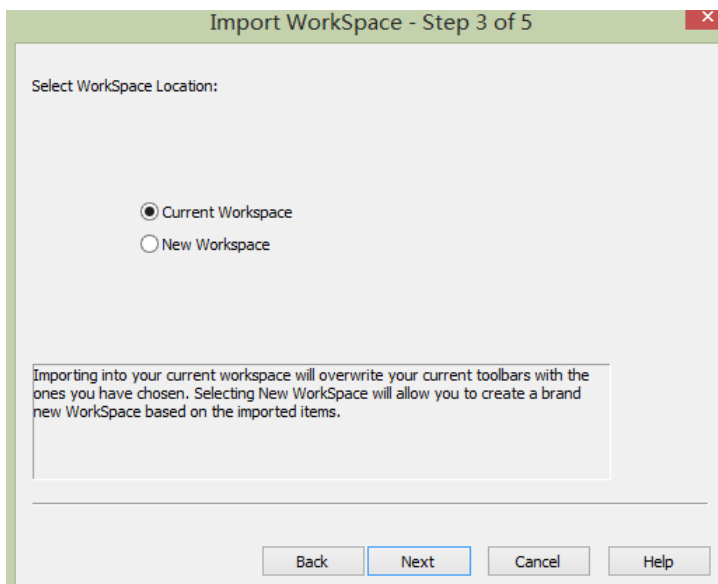 Import WorkSpace - Step 3 of 5
Select WorkSpace Location:
Current Workspace
New Workspace
Importing into your current workspace will overwrite your current toolbars with the
ones you have chosen. Selecting New WorkSpace will allow you to create a brand
new WorkSpace based on the imported items.
Back Next Cancel Help